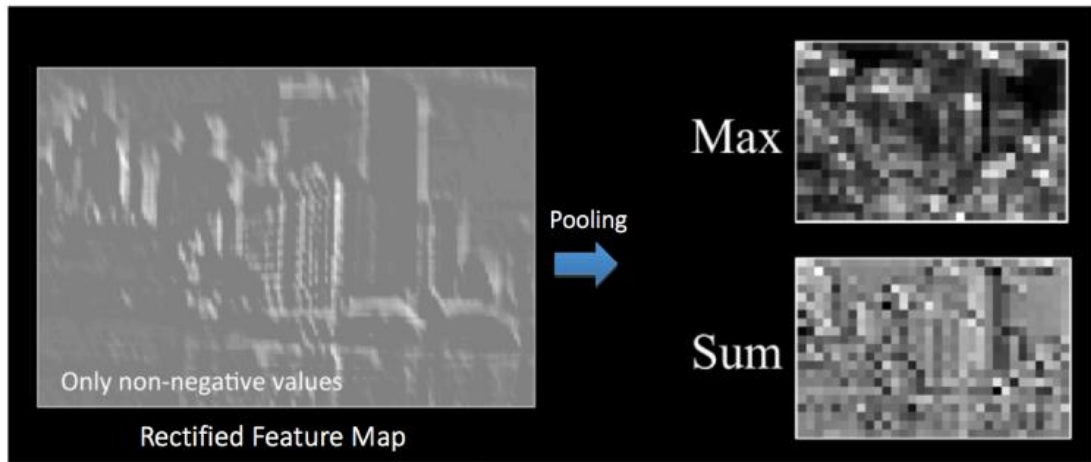 Max
Pooling
Sum
Only non-negative values
Rectified Feature Map